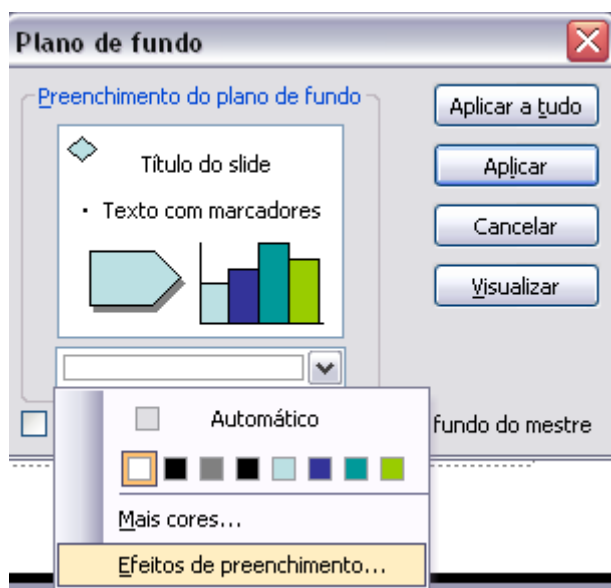 Plano de fundo
Preenchimento do plano de fundo
Aplicar a tudo
Título do slide
Aplicar
• Texto com marcadores
Cancelar
Visualizar
Automático
fundo do mestre
Mais cores...
Efeitos de preenchimento...